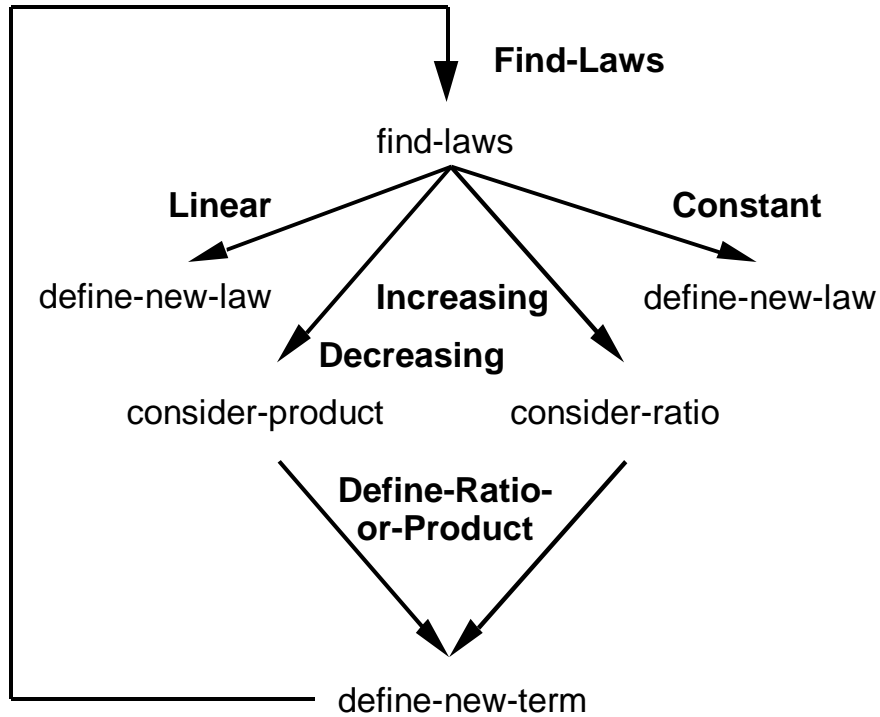 Find-Laws
find-laws
Linear
Constant
define-new-law
Increasing
define-new-law
Decreasing
consider-product
consider-ratio
Define-Ratio-
or-Product
define-new-term